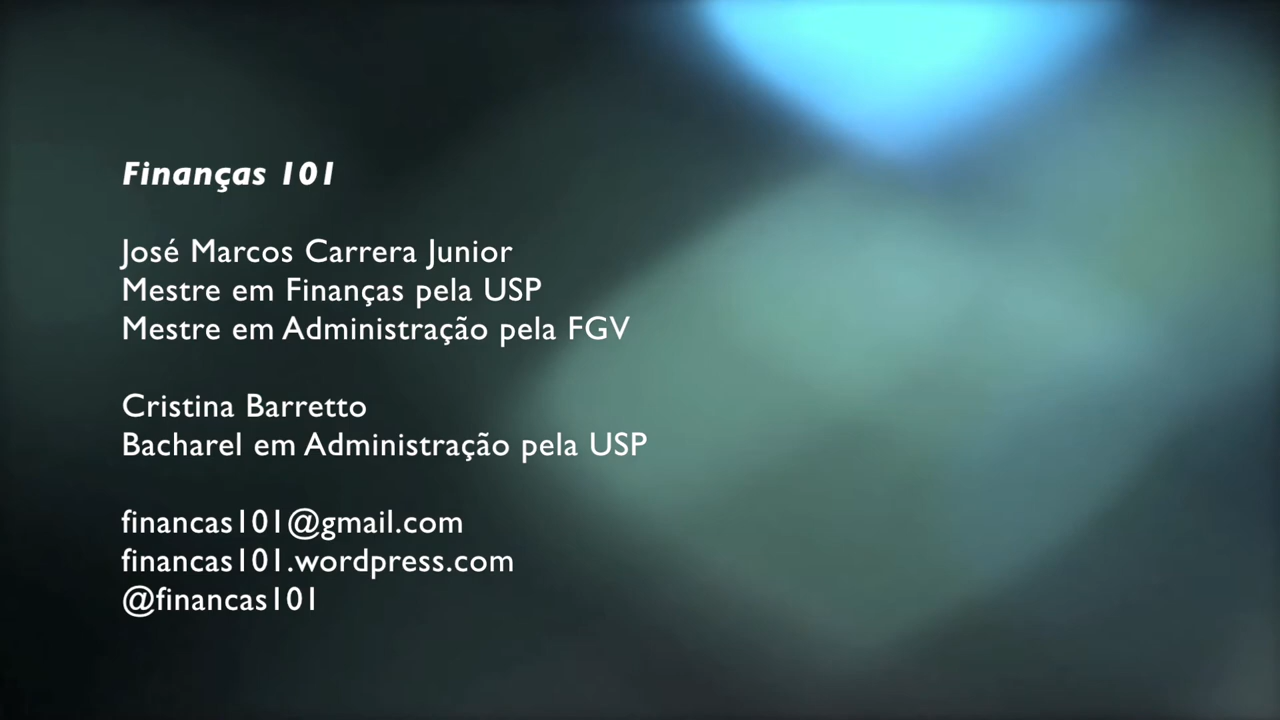 Finanças 101
José Marcos Carrera Junior
Mestre em Finanças pela USP
Mestre em Administração pela FGV
Cristina Barretto
Bacharel em Administração pela USP
financas101@gmail.com
financas101.wordpress.com
@financas101